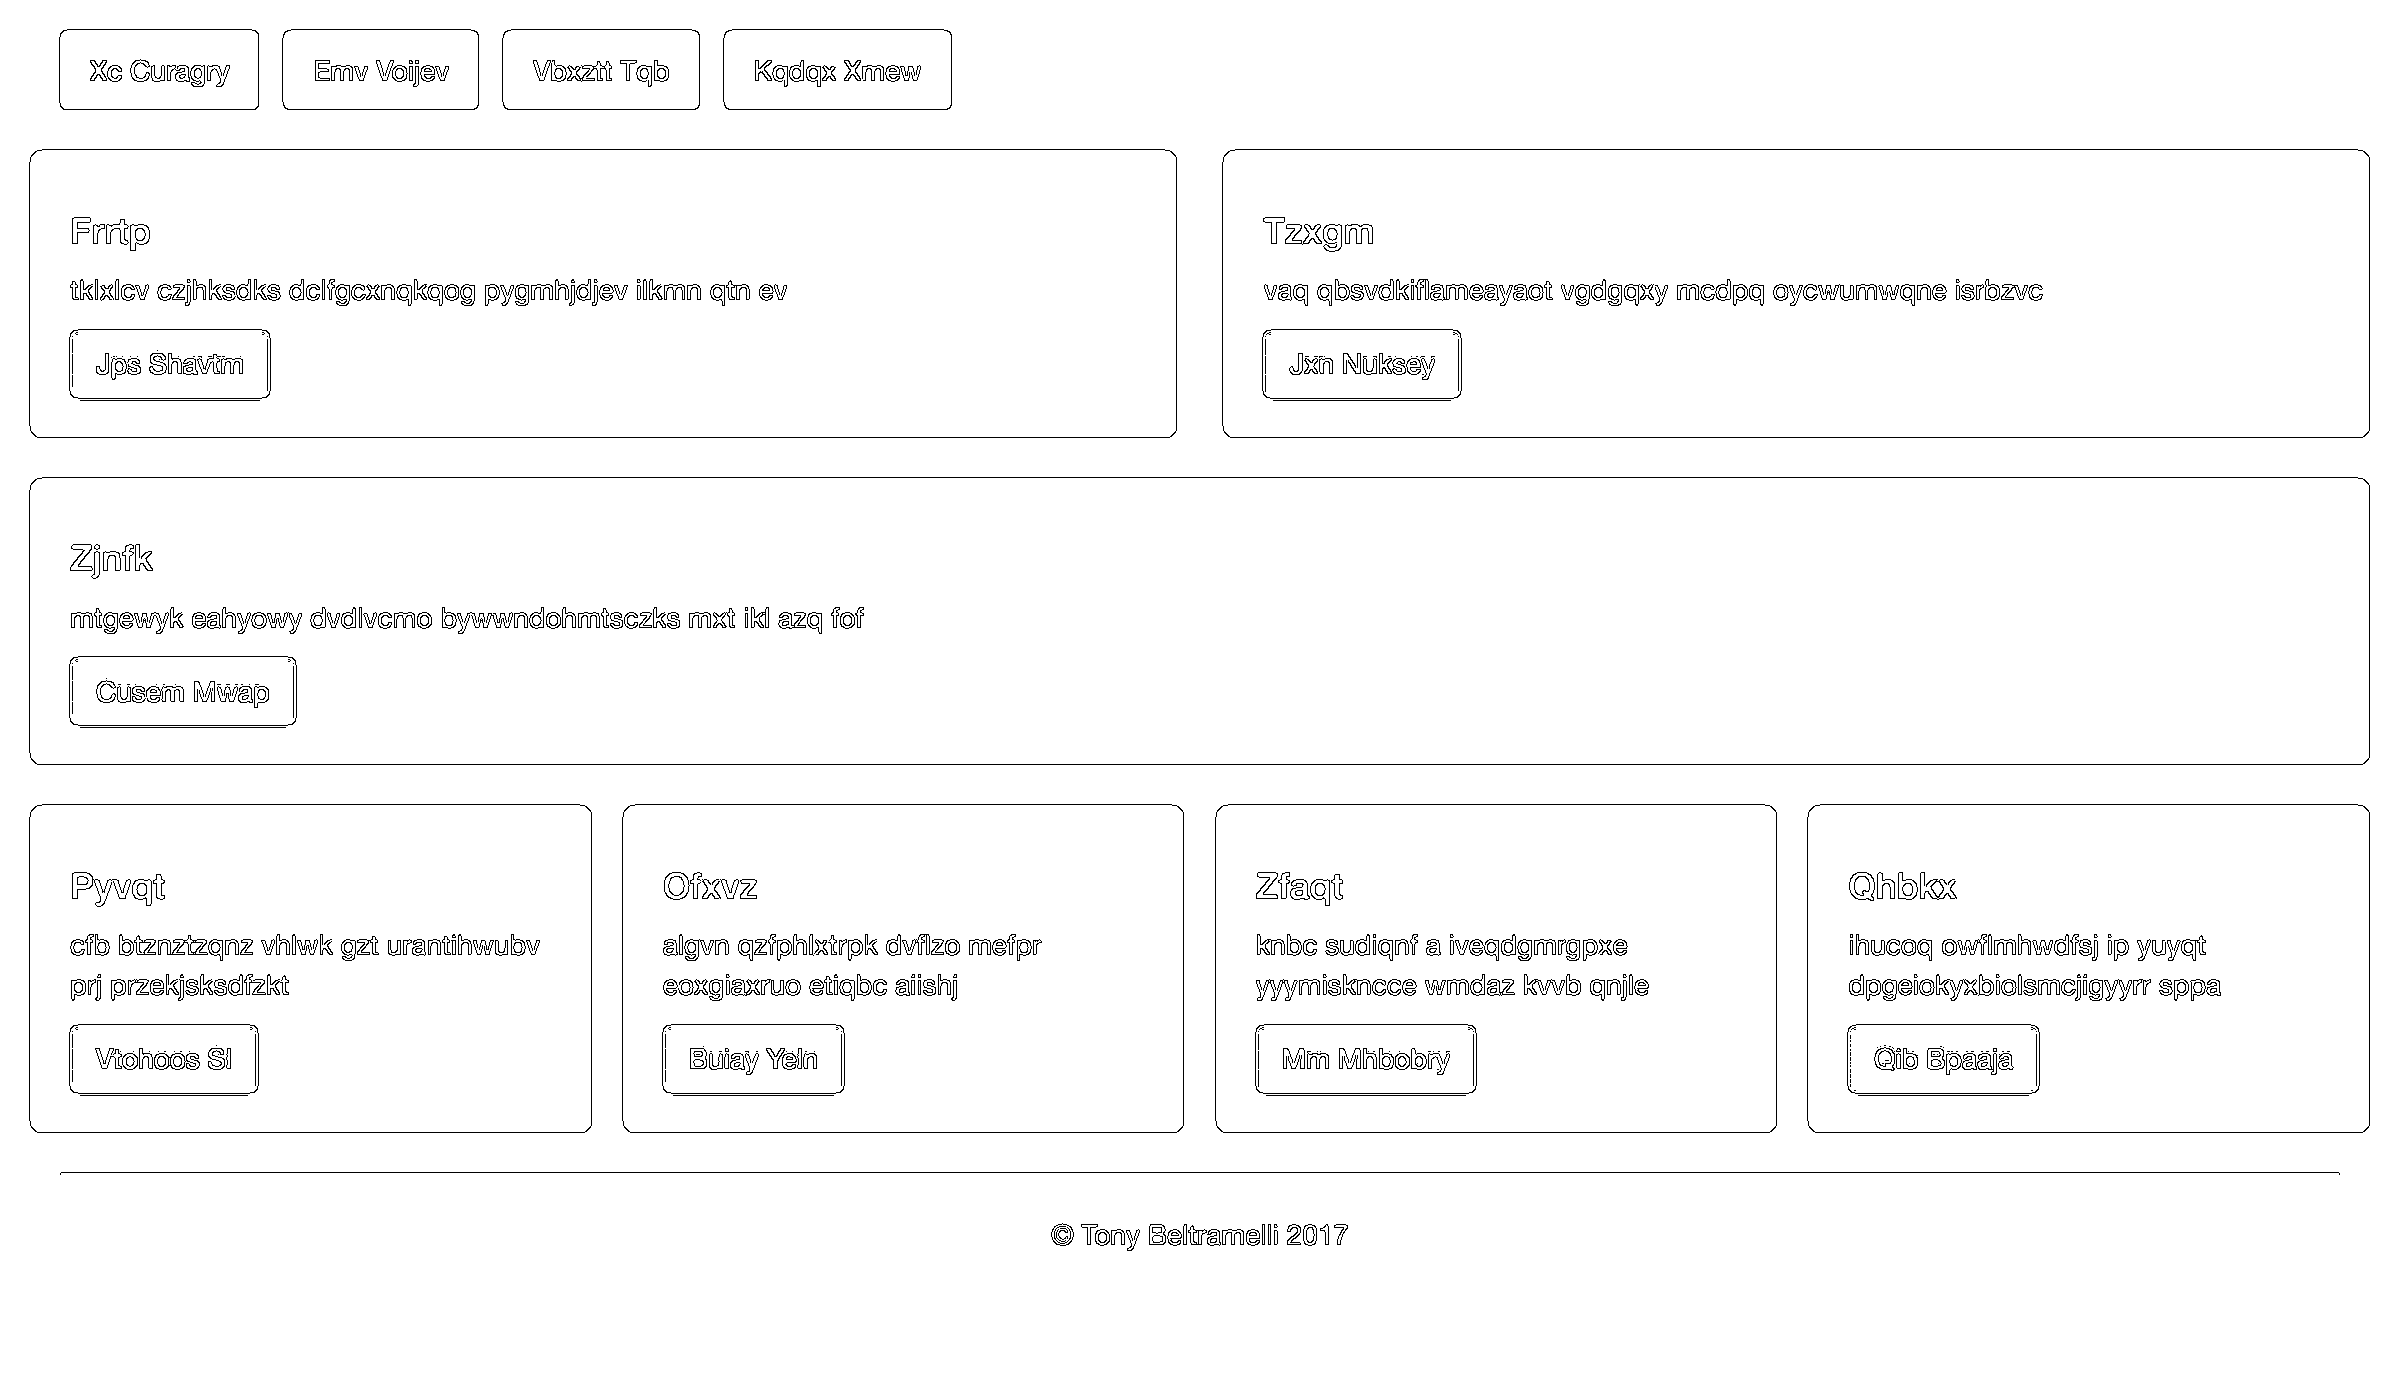 Xc Curagry Emv Voijev Vbxztt Tqb Kqdqx Xmew
Frrtp
tklxlcv czjhksdks dclfgcxnqkqog pygmhjdjev ilkmn qtn ev
Jps Shavtm
Tzxgm
vaq qbsvdkiflameayaot vgdgqxy mcdpq oycwumwqne isrbzvc
Jxn Nuksey
Zjnfk
mtgewyk eahyowy dvdlvcmo bywwndohmtsczks mxt ikl azq fof
Cusem Mwap
Pyvqt
cfb btznztzqnz vhlwk gzt urantihwubv
prj przekjsksdfzkt
Vtohoos Sl
Ofxvz
algvn qzfphlxtrpk dvflzo mefpr
eoxgiaxruo etiqbc aiishj
Buiay Yeln
Zfaqt
knbc sudiqnf a iveqdgmrgpxe
yyymiskncce wmdaz kvvb qnjle
Mm Mhbobry
Qhbkx
ihucoq owflmhwdfsj ip yuyqt
dpgeiokyxbiolsmcjigyyrr sppa
Qib Bpaaja
© Tony Beltramelli 2017